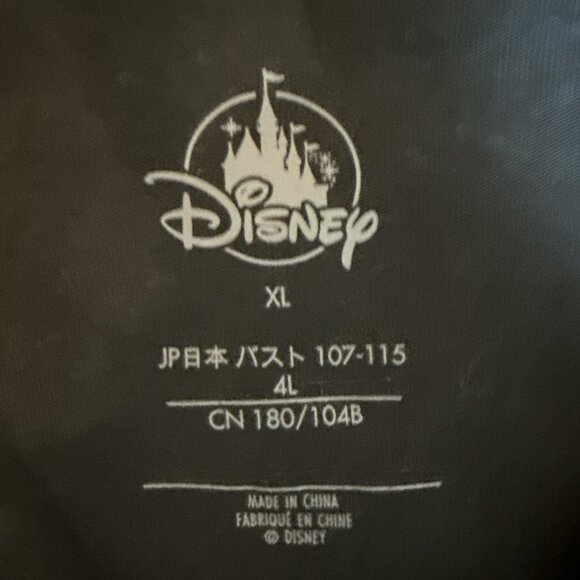 Disney
XL
JP日本 バスト 107-115
4L
CN 180/104B
MADE IN CHINA
FABRIQUÉ EN CHINE
© DISNEY